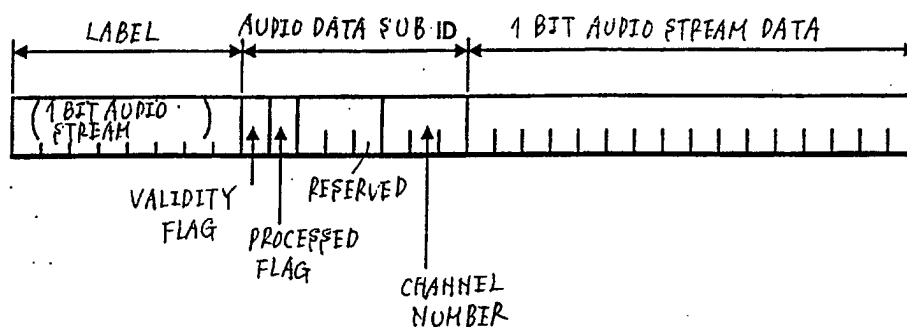 LABEL
AUDIO DATA SUB ID
1 BIT AUDIO STREAM DATA
(1 BIT AUDIO
STREAM)
VALIDITY
FLAG
PROCESSED
FLAG
RESERVED
CHANNEL
NUMBER